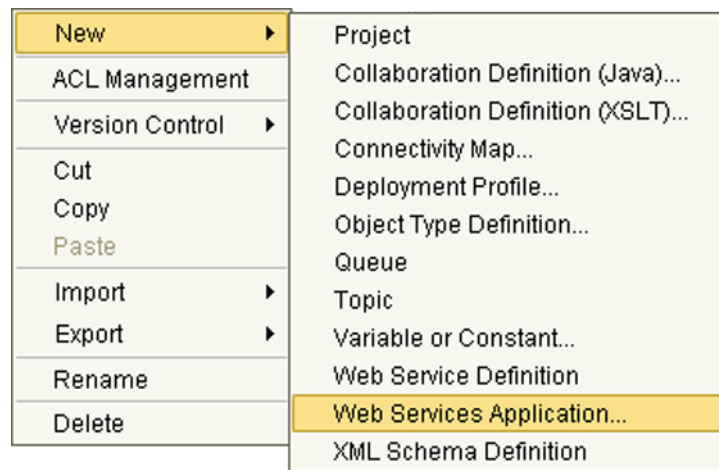 New
ACL Management
Version Control
Cut
Copy
Paste
Import
Export
Rename
Delete
Project
Collaboration Definition (Java)...
Collaboration Definition (XSLT)...
Connectivity Map...
Deployment Profile...
Object Type Definition...
Queue
Topic
Variable or Constant...
Web Service Definition
Web Services Application...
XML Schema Definition